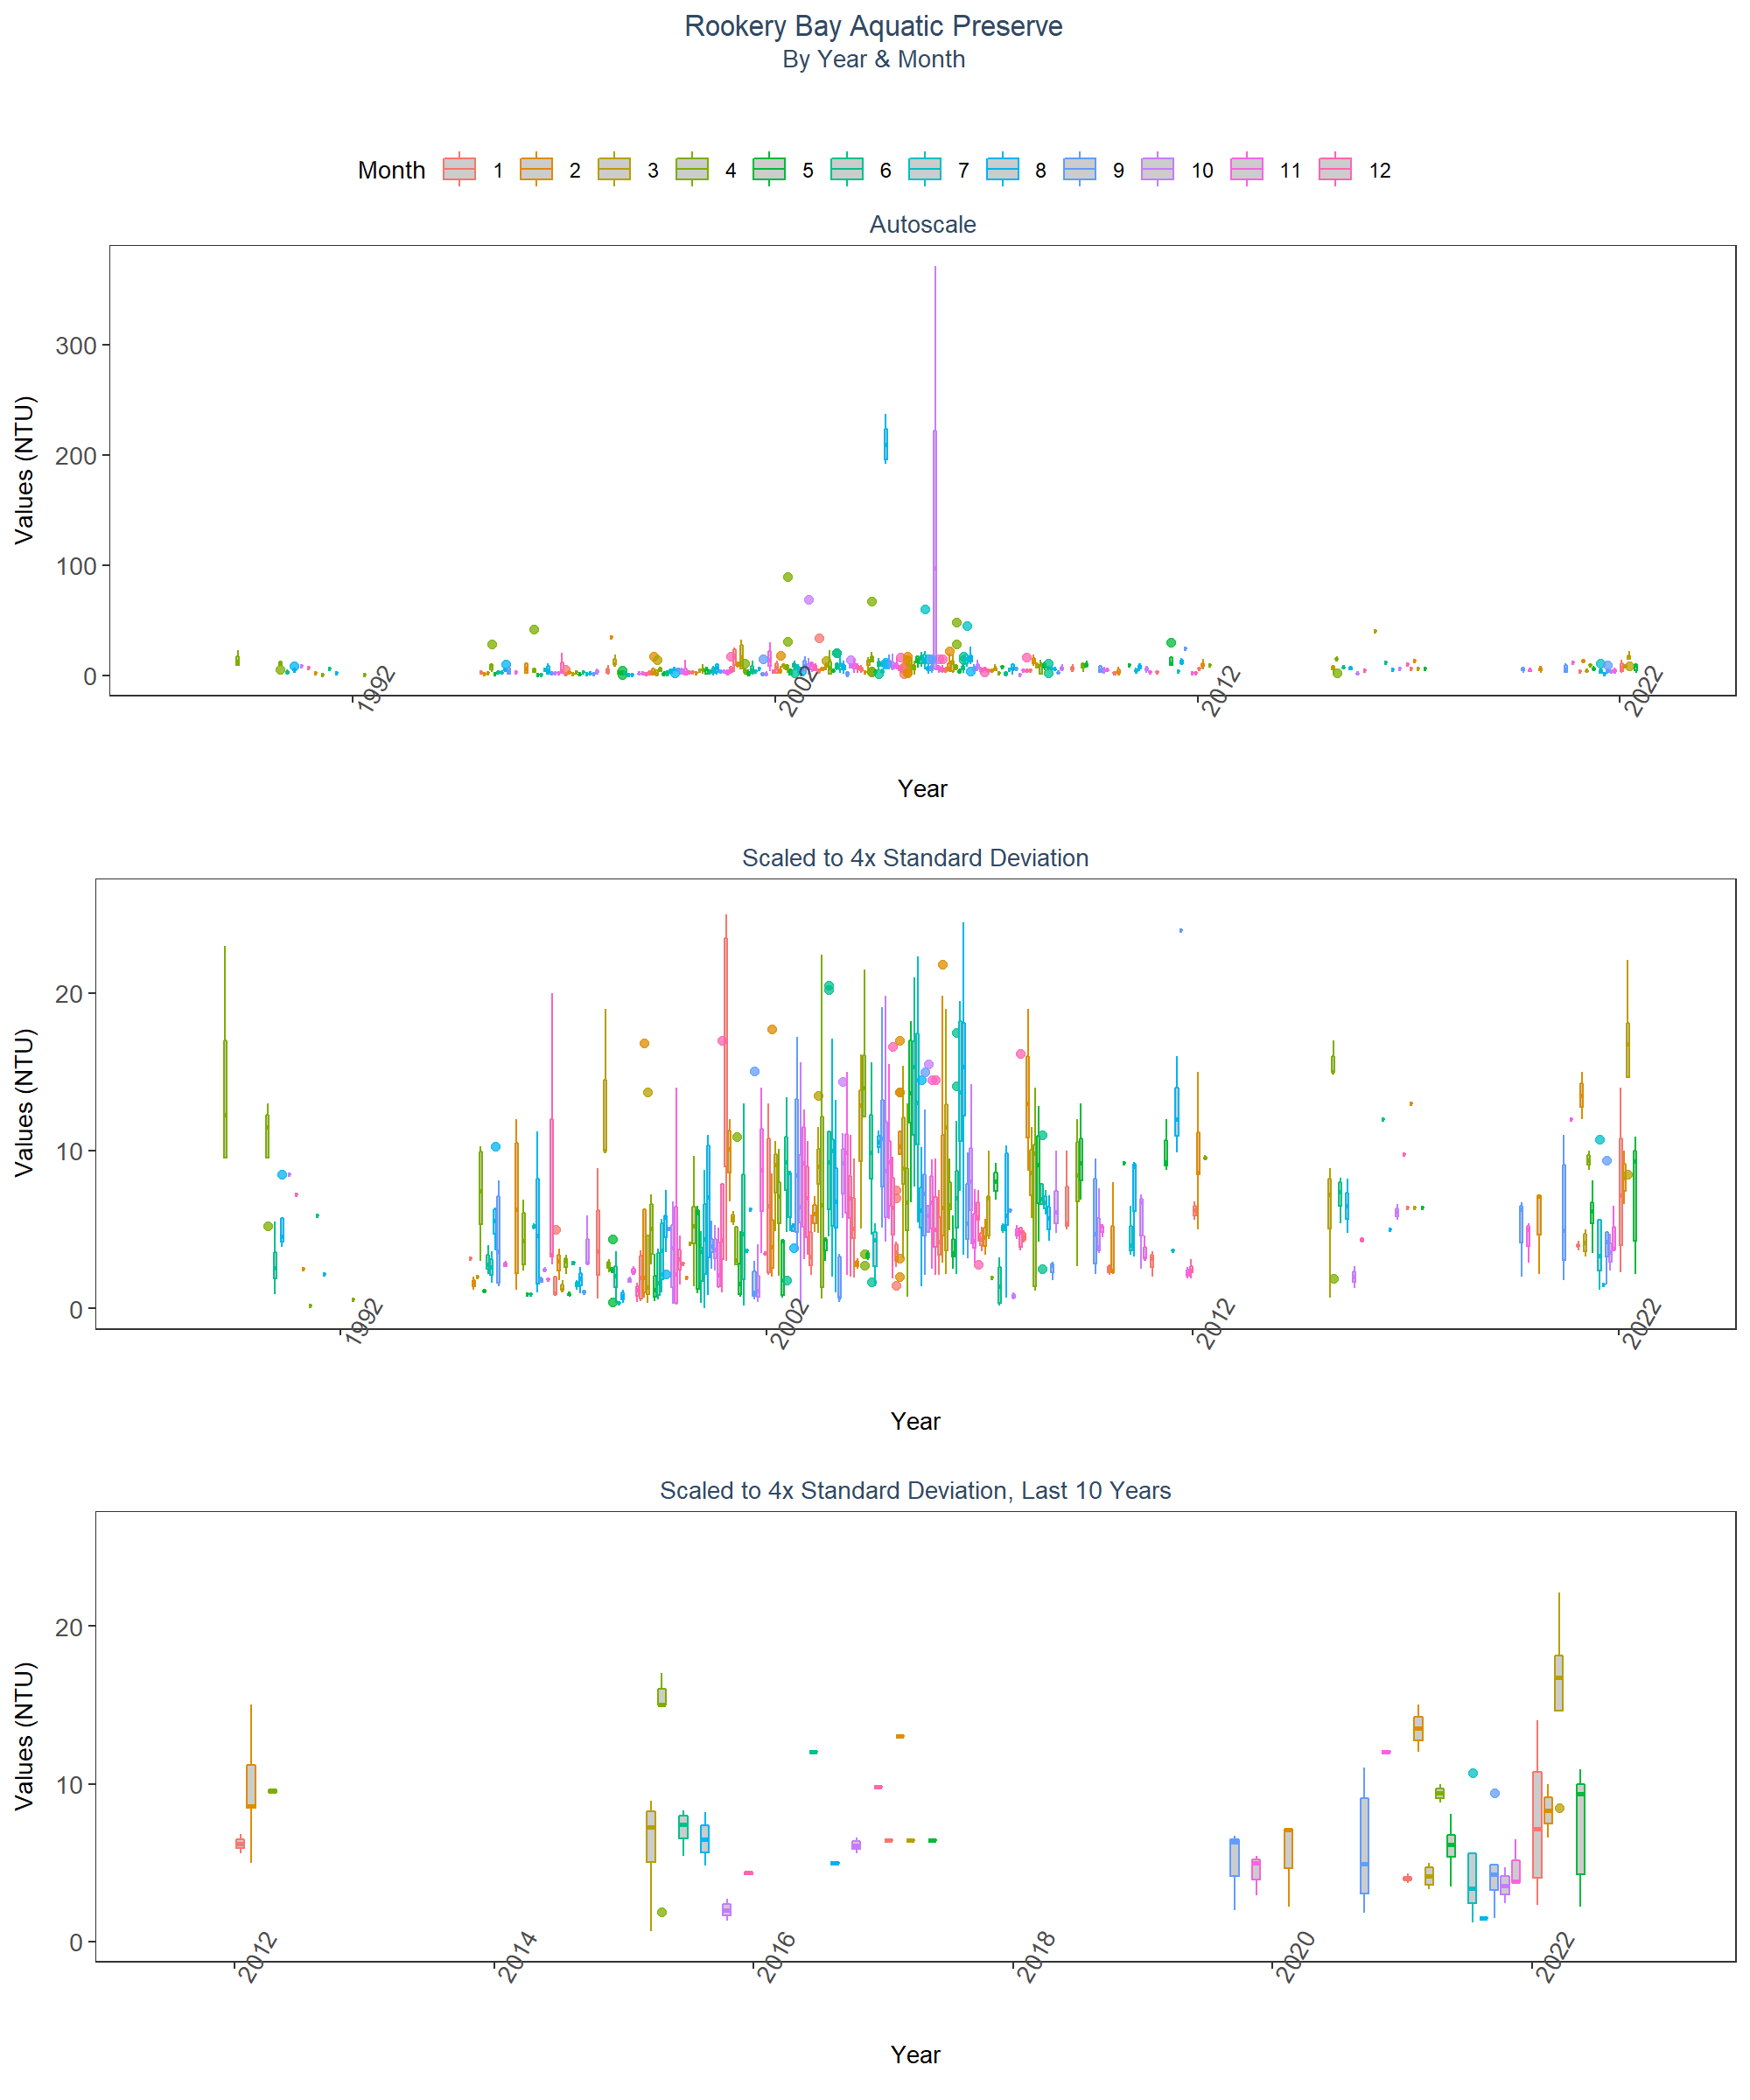 Rookery Bay Aquatic Preserve
By Year & Month
Month 1 2 3 4 5 6 7 8 9 10 11 12
Autoscale
Values (NTU)
300
200
100
0
1992 2002 2012 2022
Year
Scaled to 4x Standard Deviation
Values (NTU)
20
10
0
1992 2002 2012 2022
Year
Scaled to 4x Standard Deviation, Last 10 Years
Values (NTU)
20
10
0
2012 2014 2016 2018 2020 2022
Year